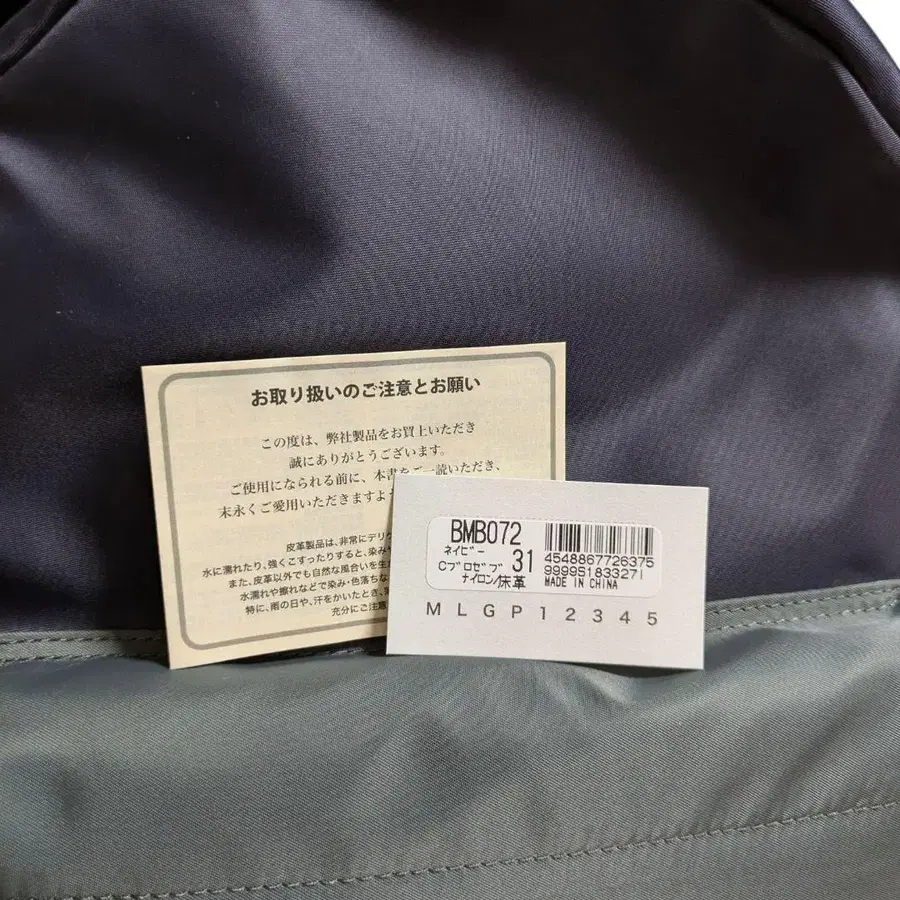 お取り扱いのご注意とお願い
この度は、弊社製品をお買上いただき
誠にありがとうございます。
ご使用になられる前に、本書をご一読いただき、
末永くご愛用いただきますよ
皮革製品は、非常にデリ
水に濡れたり、強くこすったりすると、染み
また、皮革以外でも自然な風合いを生
水濡れや擦れなどで染み・色落ちな
特に、雨の日や、汗をかいたとき、
充分にご注意
BMB072
ネイビー
31
Cブロゼブ
ナイロン/床革
4548867726375
999951833271
MADE IN CHINA
M L G P 1 2 3 4 5